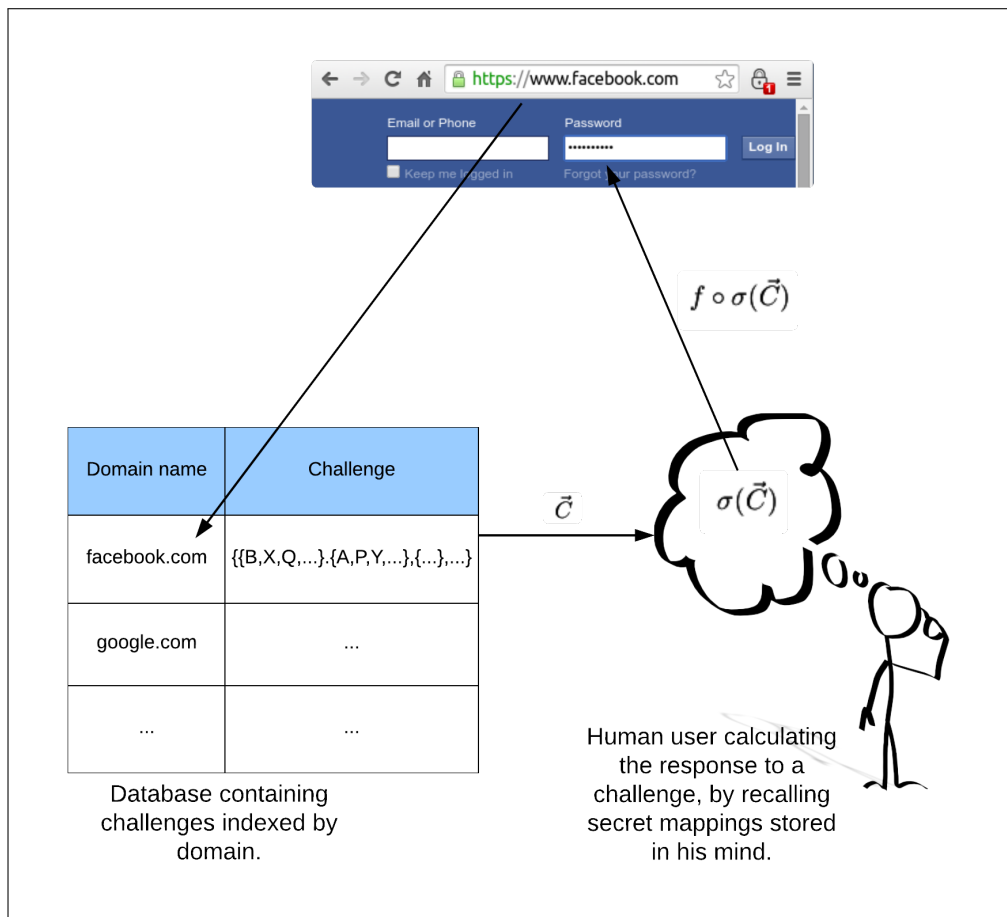 https://www.facebook.com
1
Email or Phone
Password
••••••••••
Log In
Keep me logged in
Forgot your password?
f ∘ σ(C⃗)
Domain name
Challenge
σ(C⃗)
C⃗
facebook.com
{{B,X,Q,...}.{A,P,Y,...},{...},...}
google.com
...
...
...
Database containing
challenges indexed by
domain.
Human user calculating
the response to a
challenge, by recalling
secret mappings stored
in his mind.